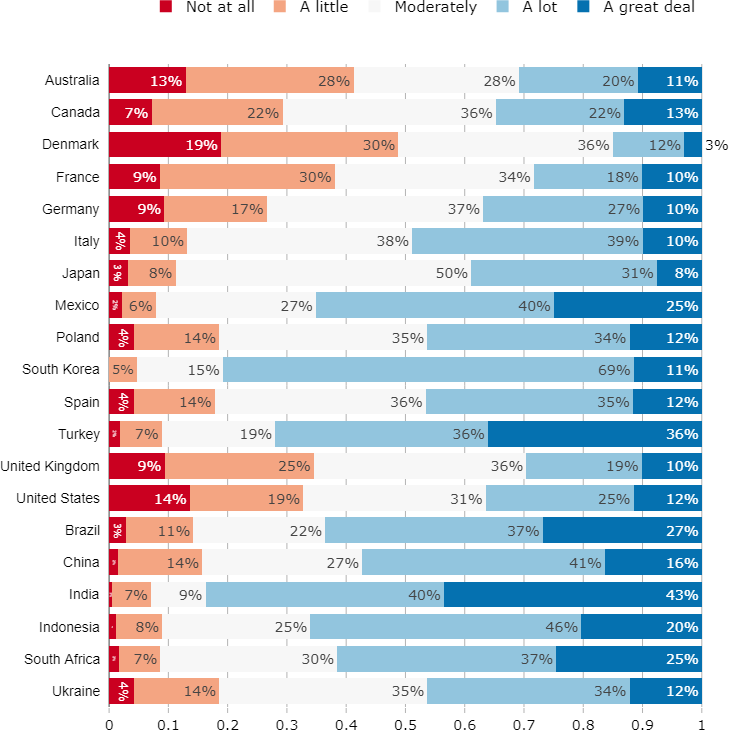 Not at all A little Moderately A lot A great deal
Australia 13% 28% 28% 20% 11%
Canada 7% 22% 36% 22% 13%
Denmark 19% 30% 36% 12% 3%
France 9% 30% 34% 18% 10%
Germany 9% 17% 37% 27% 10%
Italy 4% 10% 38% 39% 10%
Japan 3% 8% 50% 31% 8%
Mexico 2% 6% 27% 40% 25%
Poland 4% 14% 35% 34% 12%
South Korea 5% 15% 69% 11%
Spain 4% 14% 36% 35% 12%
Turkey 7% 19% 36% 36%
United Kingdom 9% 25% 36% 19% 10%
United States 14% 19% 31% 25% 12%
Brazil 3% 11% 22% 37% 27%
China 14% 27% 41% 16%
India 7% 9% 40% 43%
Indonesia 8% 25% 46% 20%
South Africa 7% 30% 37% 25%
Ukraine 4% 14% 35% 34% 12%
0 0.1 0.2 0.3 0.4 0.5 0.6 0.7 0.8 0.9 1